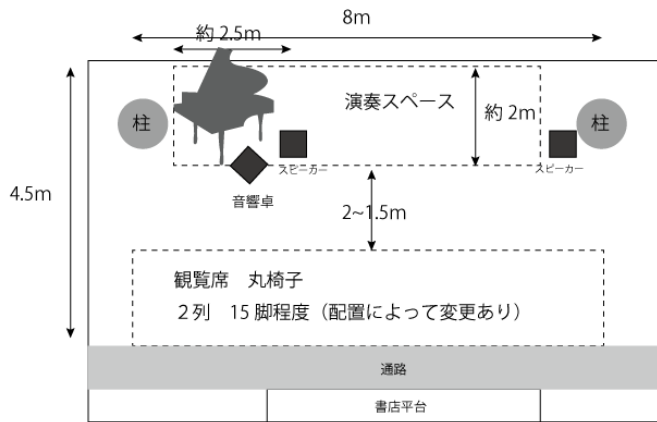 8m
約 2.5m
演奏スペース
約 2m
柱
柱
スピーカー
スピーカー
音響卓
4.5m
2~1.5m
観覧席　丸椅子
２列　15 脚程度（配置によって変更あり）
通路
書店平台